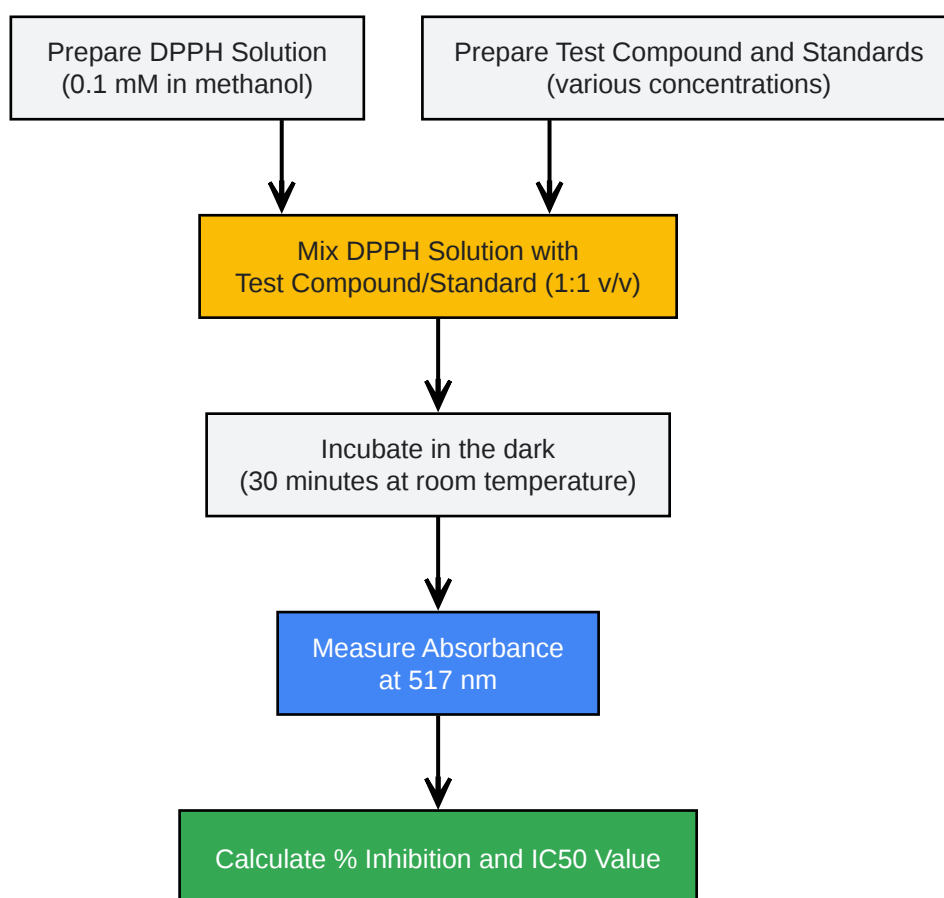 Prepare DPPH Solution
(0.1 mM in methanol)
Prepare Test Compound and Standards
(various concentrations)
Mix DPPH Solution with
Test Compound/Standard (1:1 v/v)
Incubate in the dark
(30 minutes at room temperature)
Measure Absorbance
at 517 nm
Calculate % Inhibition and IC50 Value